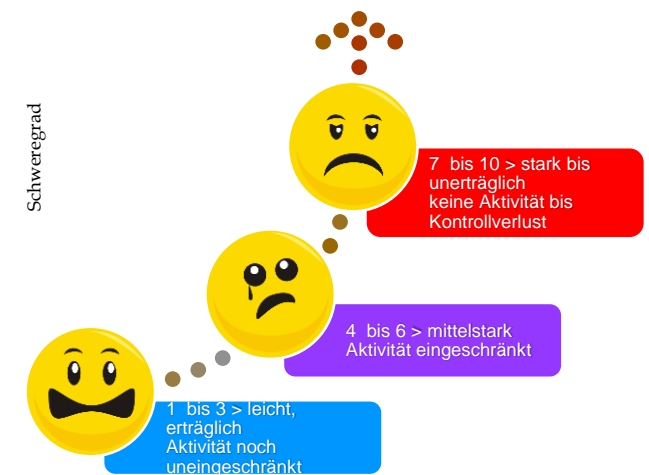 Schweregrad
7 bis 10 > stark bis
unerträglich
keine Aktivität bis
Kontrollverlust
4 bis 6 > mittelstark
Aktivität eingeschränkt
1 bis 3 > leicht,
erträglich
Aktivität noch
uneingeschränkt